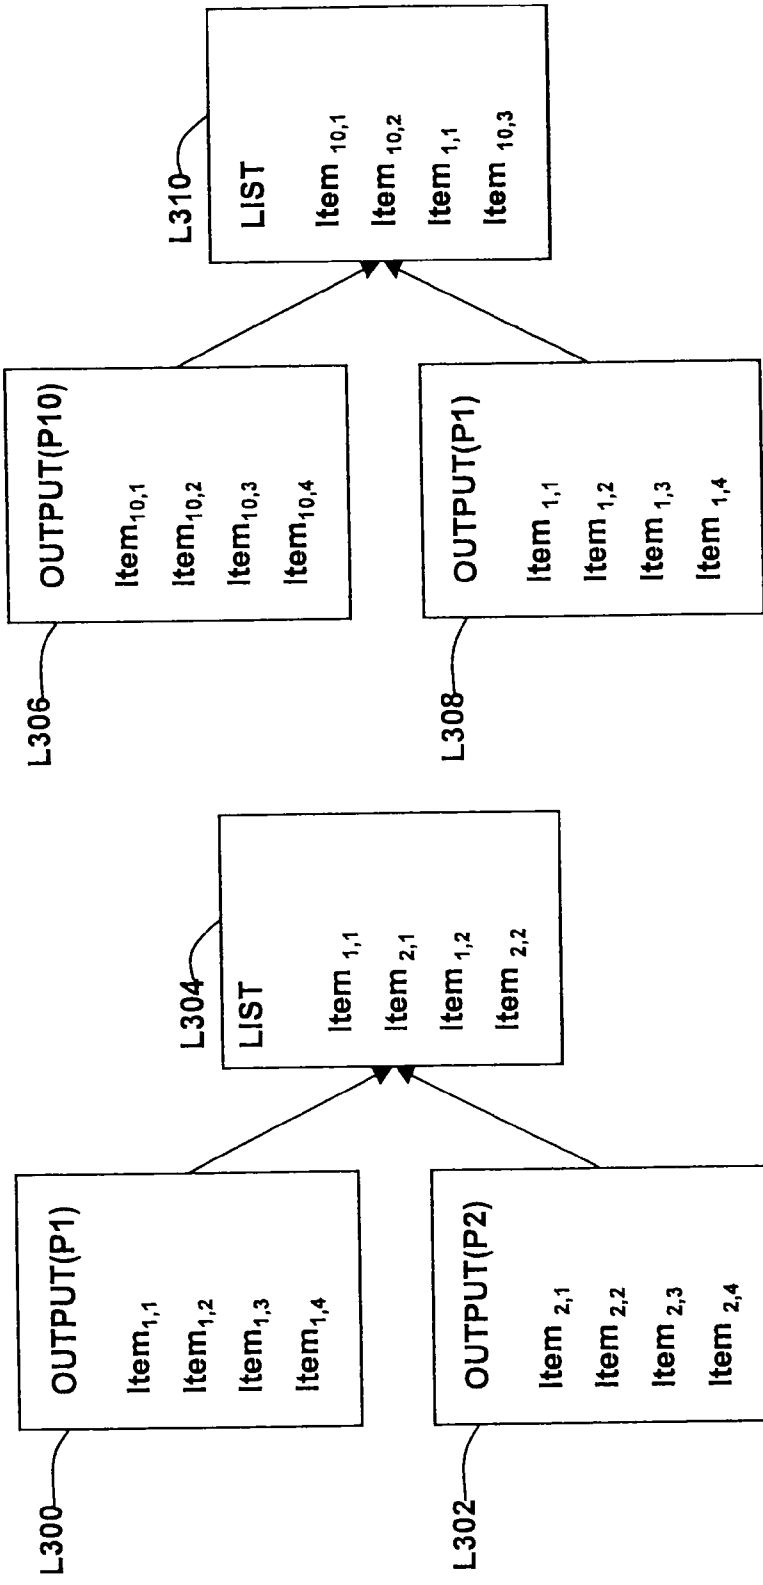 L300
OUTPUT(P1)
Item1,1
Item1,2
Item1,3
Item1,4
L302
OUTPUT(P2)
Item 2,1
Item 2,2
Item 2,3
Item 2,4
L304
LIST
Item 1,1
Item 2,1
Item 1,2
Item 2,2
L306
OUTPUT(P10)
Item10,1
Item10,2
Item10,3
Item10,4
L308
OUTPUT(P1)
Item 1,1
Item 1,2
Item 1,3
Item 1,4
L310
LIST
Item 10,1
Item 10,2
Item 1,1
Item 10,3